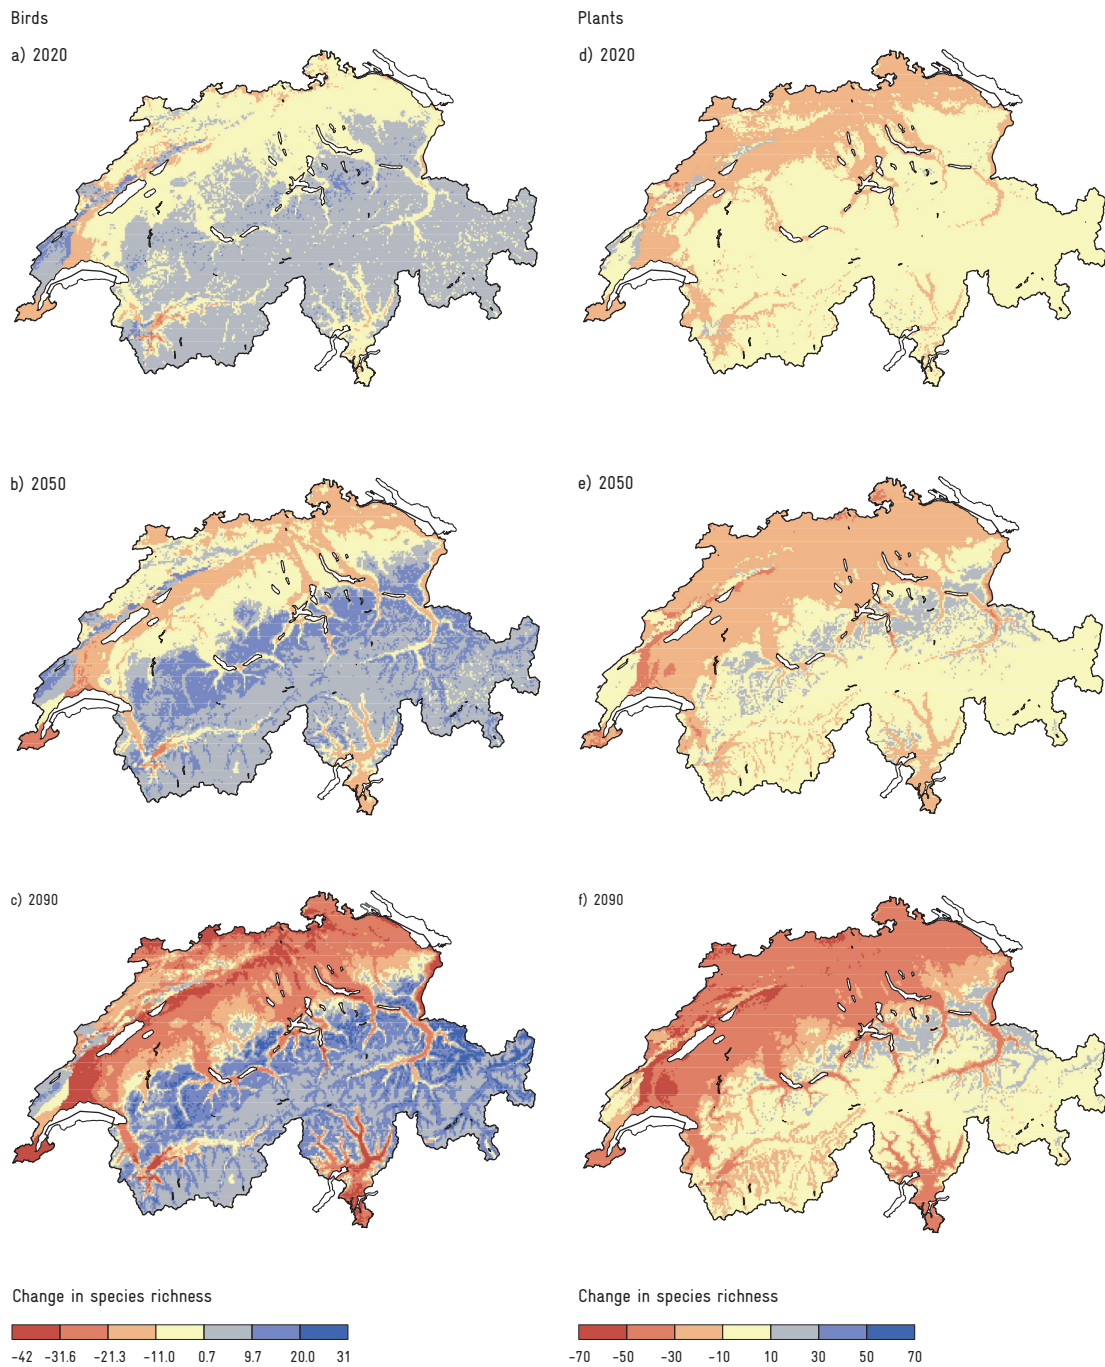 Birds
Plants
a) 2020
d) 2020
b) 2050
e) 2050
c) 2090
f) 2090
Change in species richness
−42 −31.6 −21.3 −11.0 0.7 9.7 20.0 31
Change in species richness
−70 −50 −30 −10 10 30 50 70